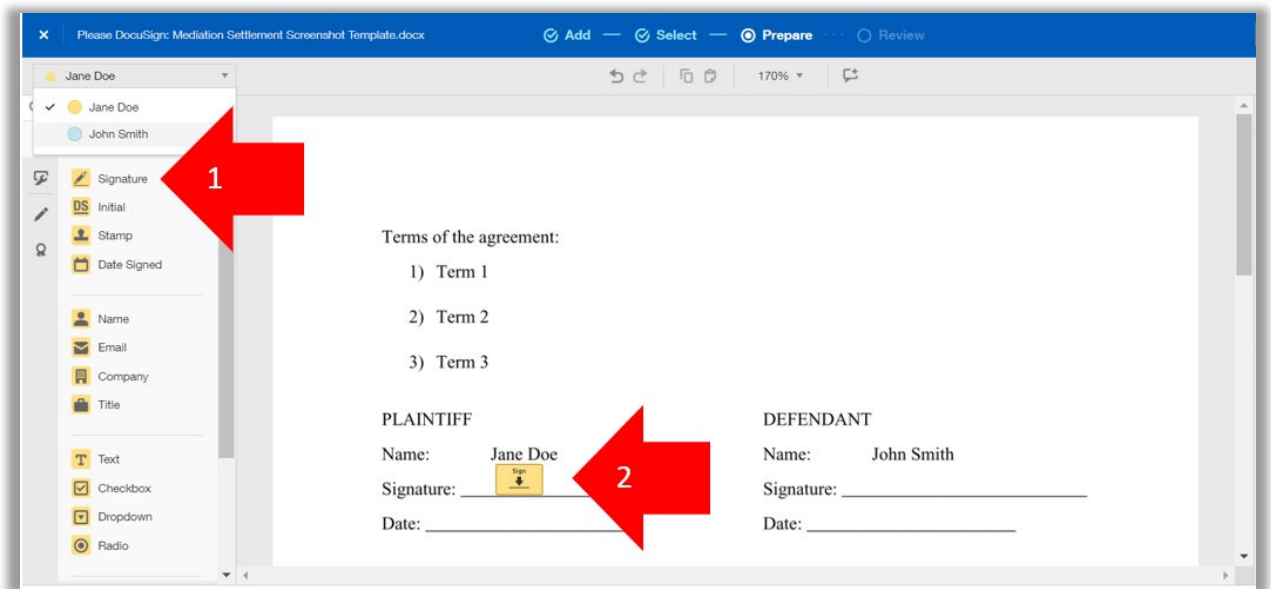 Please DocuSign: Mediation Settlement Screenshot Template.docx Add Select Prepare Review
Jane Doe 170%
Jane Doe
John Smith
Signature
1
DS Initial
Stamp
Date Signed
Name
Email
Company
Title
T Text
Checkbox
Dropdown
Radio
Terms of the agreement:
1) Term 1
2) Term 2
3) Term 3
PLAINTIFF DEFENDANT
Name: Jane Doe Name: John Smith
Sign
2
Signature: Signature:
Date: Date: